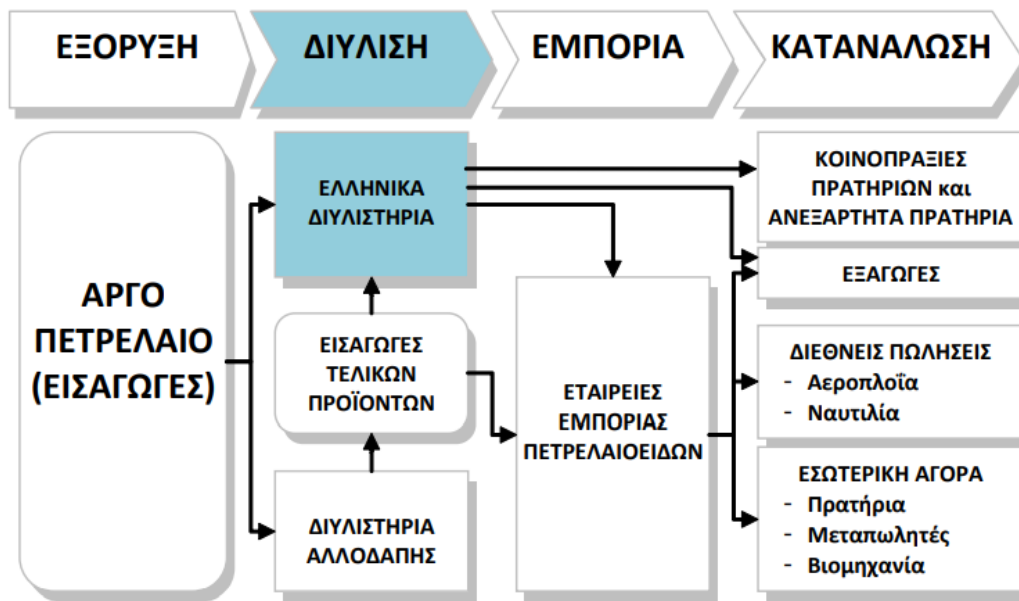 ΕΞΟΡΥΞΗ
ΔΙΥΛΙΣΗ
ΕΜΠΟΡΙΑ
ΚΑΤΑΝΑΛΩΣΗ
ΑΡΓΟ
ΠΕΤΡΕΛΑΙΟ
(ΕΙΣΑΓΩΓΕΣ)
ΕΛΛΗΝΙΚΑ
ΔΙΥΛΙΣΤΗΡΙΑ
ΕΙΣΑΓΩΓΕΣ
ΤΕΛΙΚΩΝ
ΠΡΟΪΟΝΤΩΝ
ΔΙΥΛΙΣΤΗΡΙΑ
ΑΛΛΟΔΑΠΗΣ
ΕΤΑΙΡΕΙΕΣ
ΕΜΠΟΡΙΑΣ
ΠΕΤΡΕΛΑΙΟΕΙΔΩΝ
ΚΟΙΝΟΠΡΑΞΙΕΣ
ΠΡΑΤΗΡΙΩΝ και
ΑΝΕΞΑΡΤΗΤΑ ΠΡΑΤΗΡΙΑ
ΕΞΑΓΩΓΕΣ
ΔΙΕΘΝΕΙΣ ΠΩΛΗΣΕΙΣ
- Αεροπλοΐα
- Ναυτιλία
ΕΣΩΤΕΡΙΚΗ ΑΓΟΡΑ
- Πρατήρια
- Μεταπωλητές
- Βιομηχανία